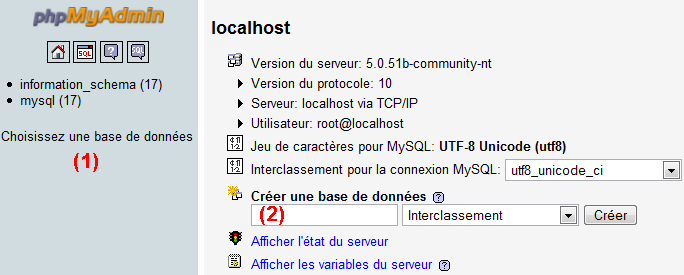 phpMyAdmin
SQL
?
SQL
information_schema (17)
mysql (17)
Choisissez une base de données
(1)
localhost
Version du serveur: 5.0.51b-community-nt
Version du protocole: 10
Serveur: localhost via TCP/IP
Utilisateur: root@localhost
Jeu de caractères pour MySQL: UTF-8 Unicode (utf8)
Interclassement pour la connexion MySQL: utf8_unicode_ci
Créer une base de données ?
(2) Interclassement Créer
Afficher l'état du serveur
Afficher les variables du serveur ?